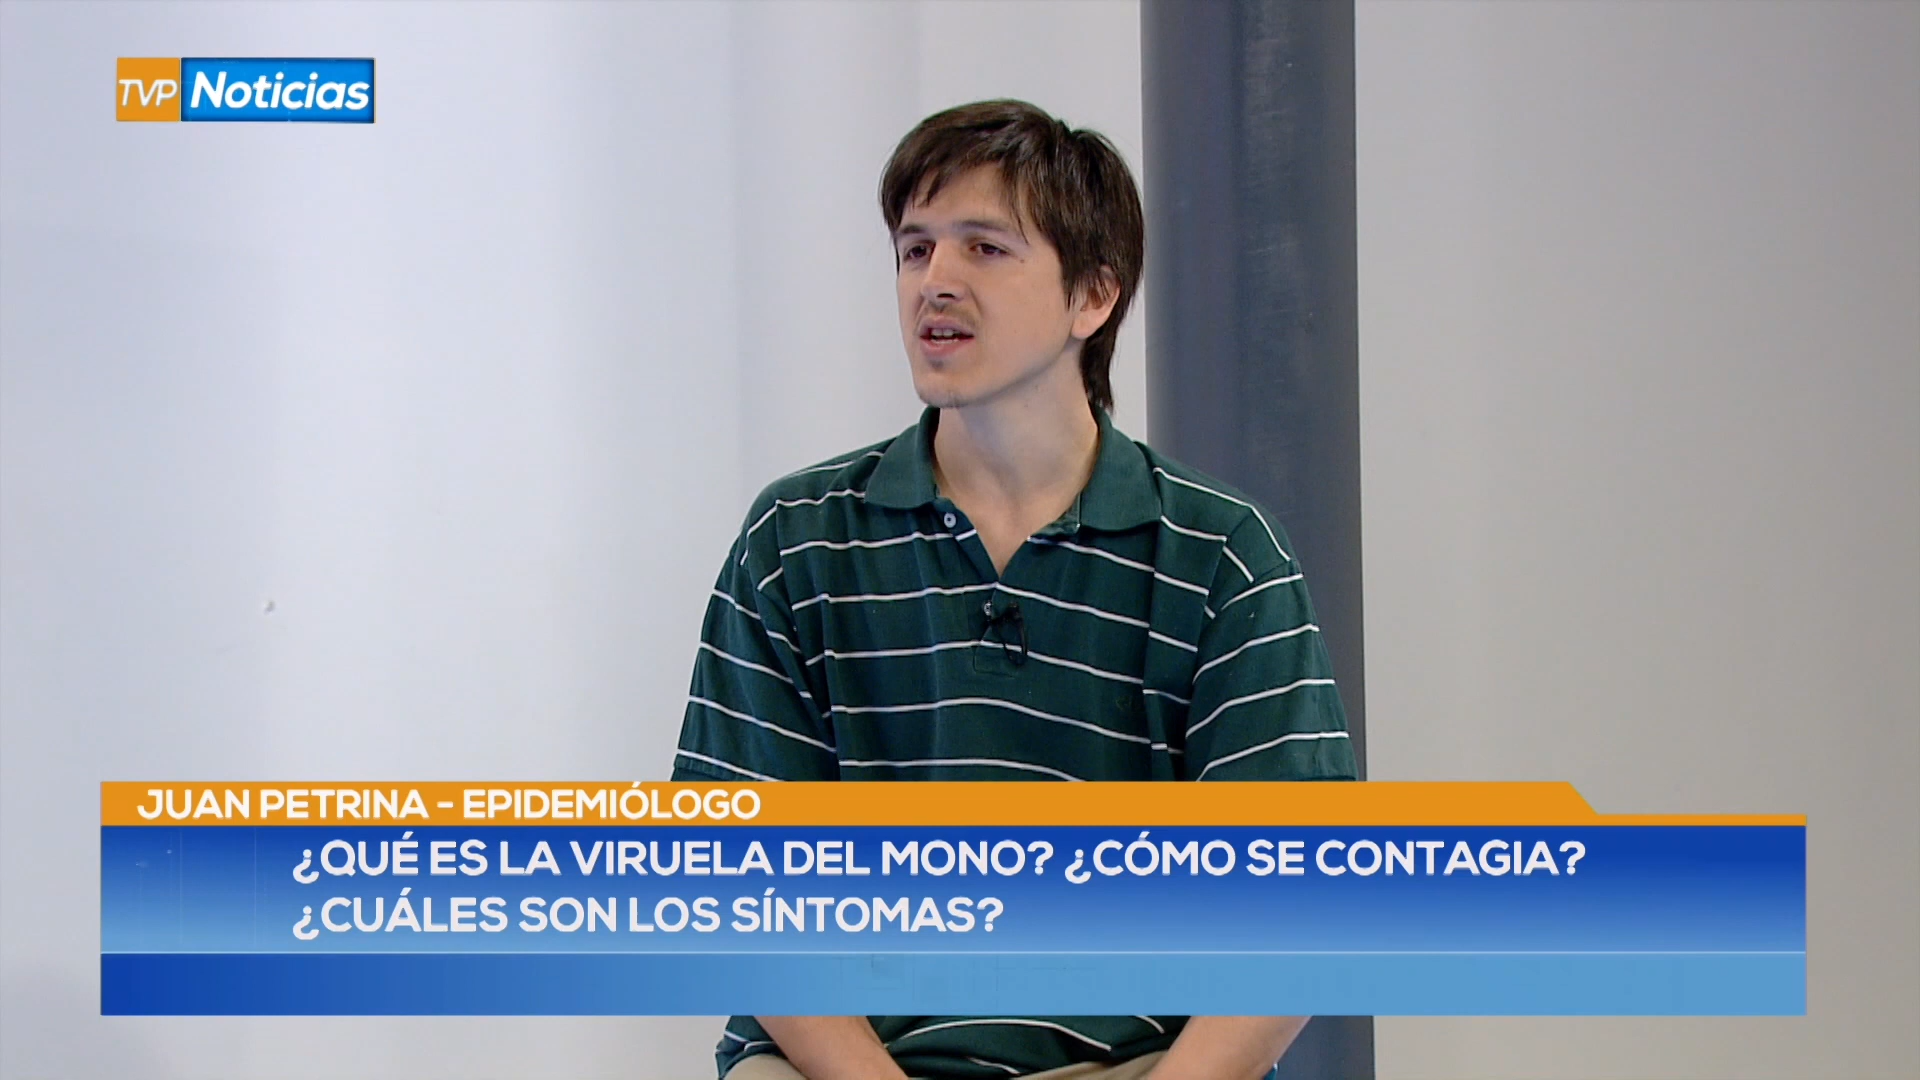 TVP Noticias
JUAN PETRINA - EPIDEMIÓLOGO
¿QUÉ ES LA VIRUELA DEL MONO? ¿CÓMO SE CONTAGIA?
¿CUÁLES SON LOS SÍNTOMAS?